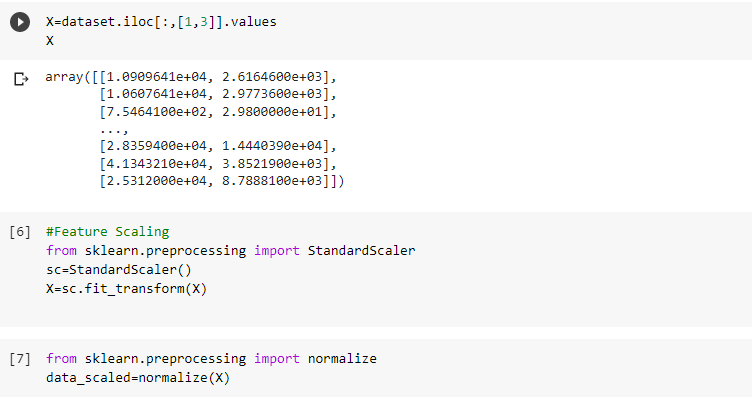 X=dataset.iloc[:,[1,3]].values
X
array([[1.0909641e+04, 2.6164600e+03],
[1.0607641e+04, 2.9773600e+03],
[7.5464100e+02, 2.9800000e+01],
...,
[2.8359400e+04, 1.4440390e+04],
[4.1343210e+04, 3.8521900e+03],
[2.5312000e+04, 8.7888100e+03]])
[6] #Feature Scaling
from sklearn.preprocessing import StandardScaler
sc=StandardScaler()
X=sc.fit_transform(X)
[7] from sklearn.preprocessing import normalize
data_scaled=normalize(X)